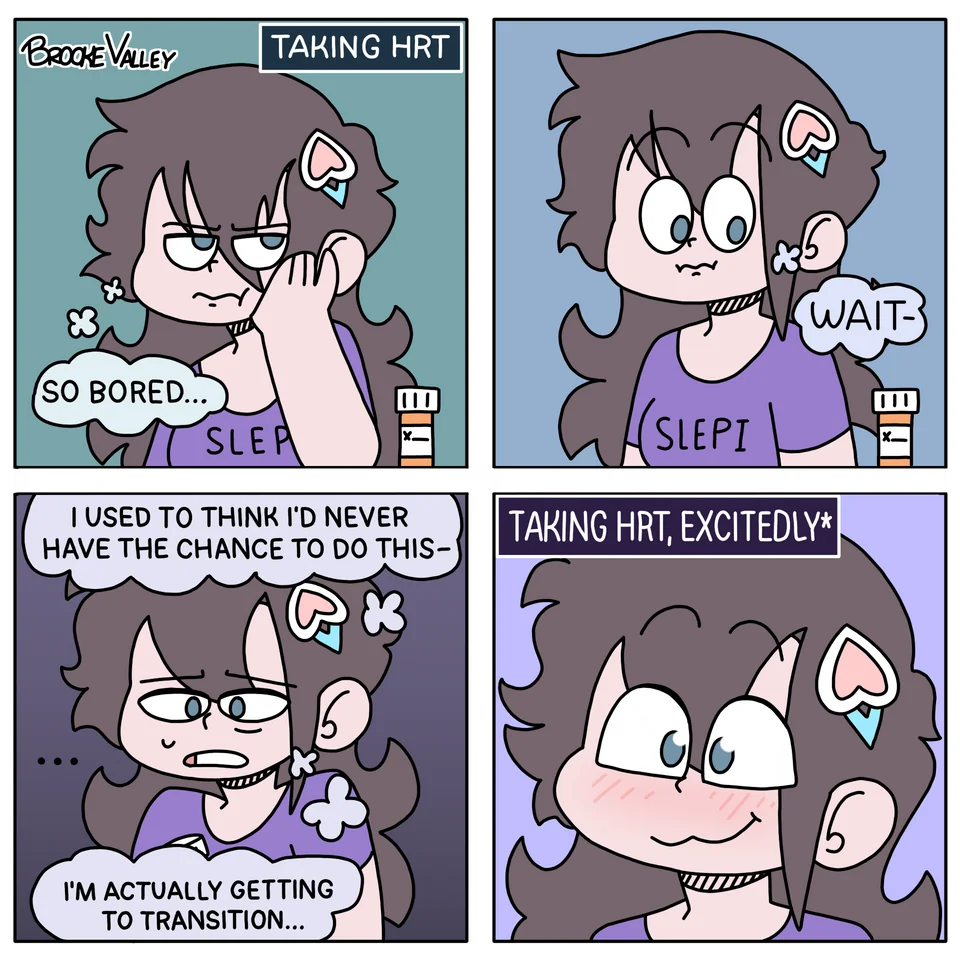 BROOKE VALLEY
TAKING HRT
SO BORED...
SLEP
WAIT-
SLEPI
I USED TO THINK I'D NEVER
HAVE THE CHANCE TO DO THIS-
...
I'M ACTUALLY GETTING
TO TRANSITION...
TAKING HRT, EXCITEDLY*